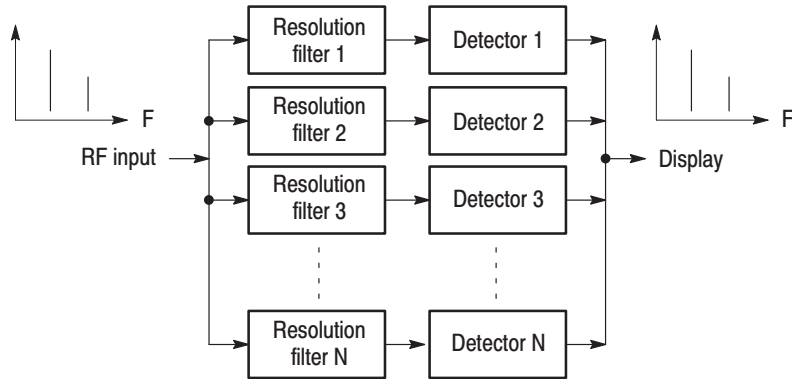 Resolution
filter 1
Detector 1
F
F
Resolution
filter 2
Detector 2
RF input
Display
Resolution
filter 3
Detector 3
Resolution
filter N
Detector N